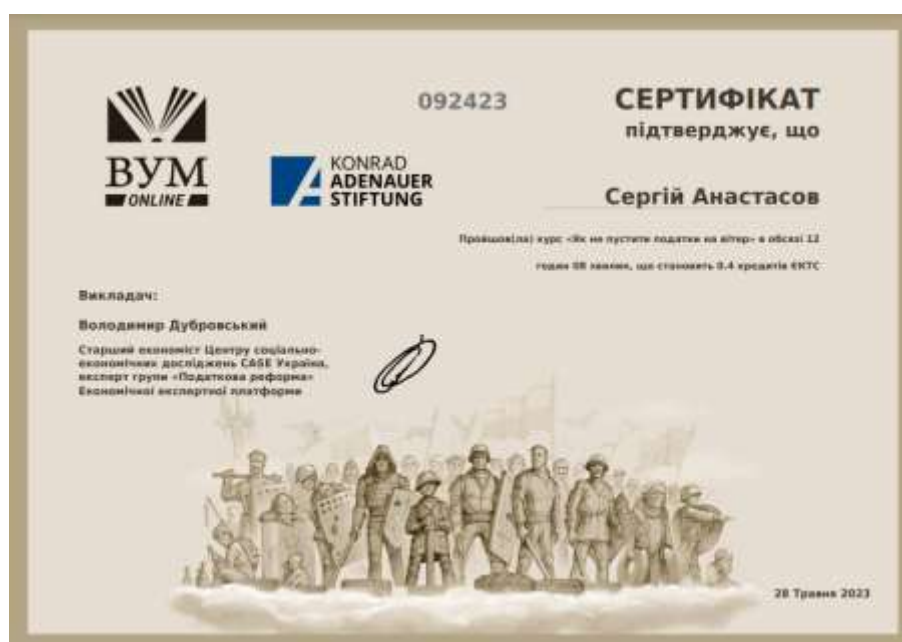 092423
СЕРТИФІКАТ
підтверджує, що
ВУМ
ONLINE
KONRAD
ADENAUER
STIFTUNG
Сергій Анастасов
Пройшов(ла) курс «Як не пустити податки на вітер» в обсязі 12
годин 08 хвилин, що становить 0.4 кредитів ЄКТС
Викладач:
Володимир Дубровський
Старший економіст Центру соціально-
економічних досліджень CASE Україна,
експерт групи «Податкова реформа»
Економічної експертної платформи
28 Травня 2023